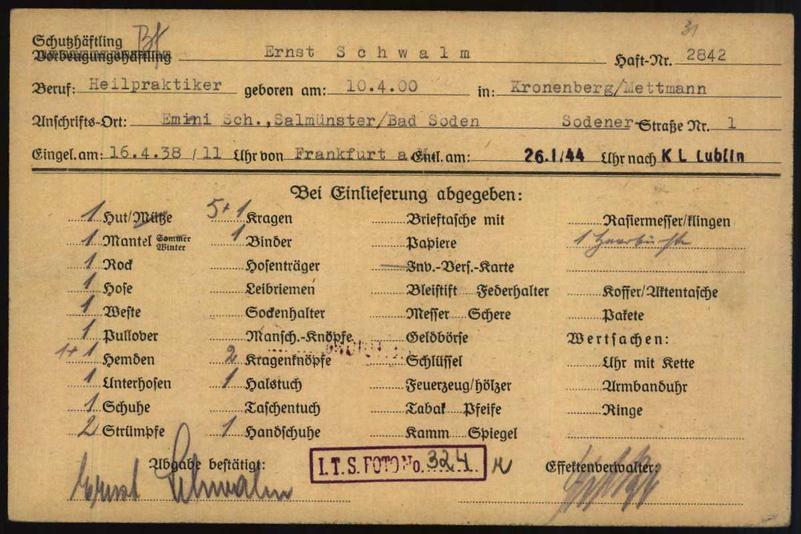 31
Schutzhäftling Bf
Vorbeugungshäftling Ernst Schwalm Haft-Nr. 2842
Beruf: Heilpraktiker geboren am: 10.4.00 in: Kronenberg/Mettmann
Anschrifts-Ort: Emini Sch.,Salmünster/Bad Soden Sodener-Straße Nr. 1
Eingel. am: 16.4.38 /11 Uhr von Frankfurt a.M. Entl. am: 26.1/44 Uhr nach KL Lublin
Bei Einlieferung abgegeben:
1 Hut/Mütze 5+1 Kragen Brieftasche mit Rasiermesser/klingen
1 Mantel Sommer Winter 1 Binder Papiere 1 Haarbürste
1 Rock Hosenträger Inv.-Vers.-Karte
1 Hose Leibriemen Bleistift Federhalter Koffer/Aktentasche
1 Weste Sockenhalter Messer Schere Pakete
1 Pullover Mansch.-Knöpfe Geldbörse Wertsachen:
1+1 Hemden 2 Kragenknöpfe Schlüssel Uhr mit Kette
1 Unterhosen 1 Halstuch Feuerzeug/hölzer Armbanduhr
1 Schuhe Taschentuch Tabak Pfeife Ringe
2 Strümpfe 1 Handschuhe Kamm Spiegel
Abgabe bestätigt: I.T.S. FOTO No. 324 Effektenverwalter:
Ernst Schwalm